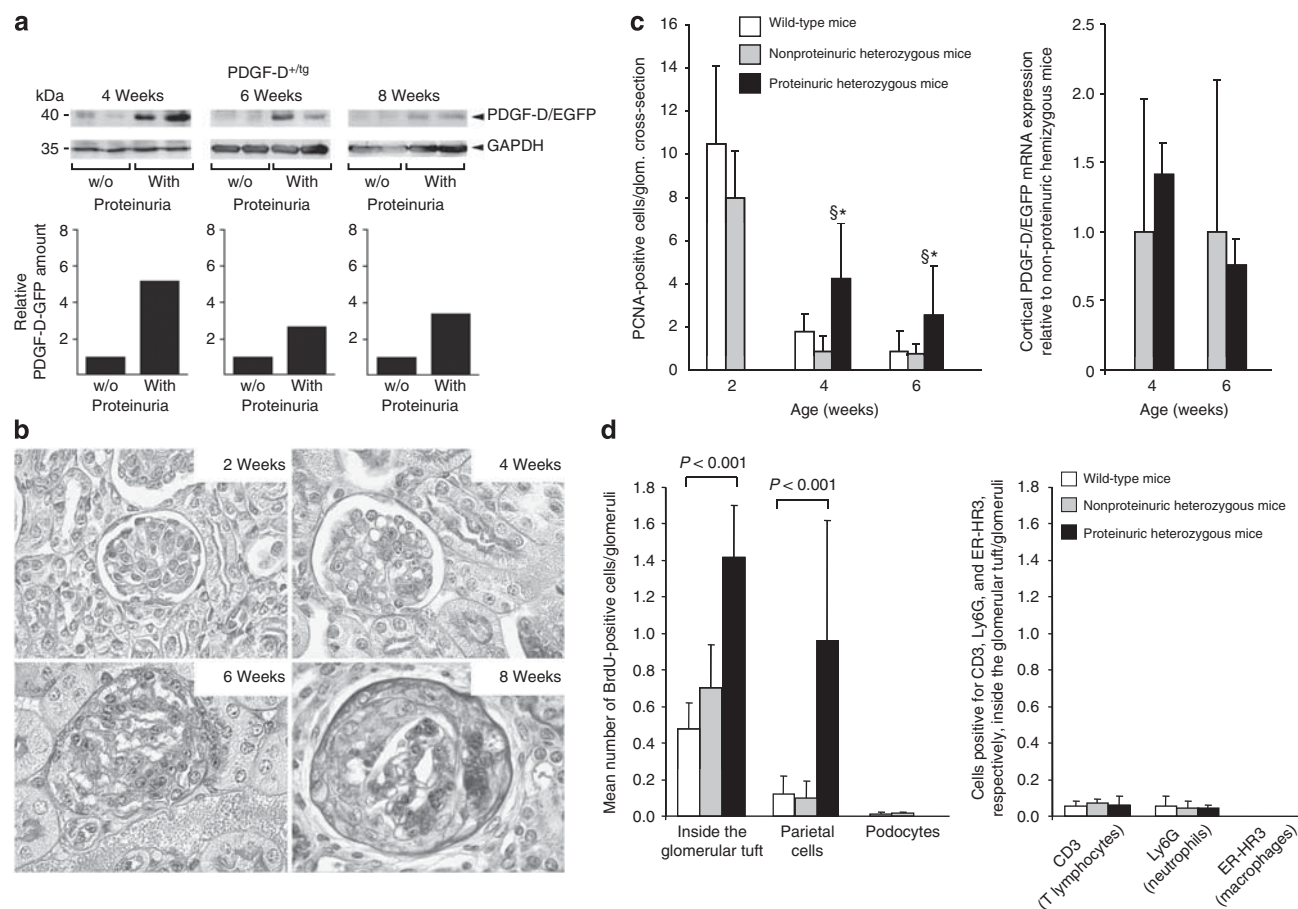 a
PDGF-D+/tg
kDa
4 Weeks
6 Weeks
8 Weeks
40
PDGF-D/EGFP
35
GAPDH
w/o With w/o With w/o With
Proteinuria Proteinuria Proteinuria
Relative
PDGF-D-GFP amount
8
6
4
2
8
6
4
2
8
6
4
2
w/o With w/o With w/o With
Proteinuria Proteinuria Proteinuria
b
2 Weeks
4 Weeks
6 Weeks
8 Weeks
c
PCNA-positive cells/glom. cross-section
16
14
12
10
8
6
4
2
0
Wild-type mice
Nonproteinuric heterozygous mice
Proteinuric heterozygous mice
§*
§*
2 4 6
Age (weeks)
Cortical PDGF-D/EGFP mRNA expression
relative to non-proteinuric hemizygous mice
2.5
2.0
1.5
1.0
0.5
0
4 6
Age (weeks)
d
Mean number of BrdU-positive cells/glomeruli
1.8
1.6
1.4
1.2
1.0
0.8
0.6
0.4
0.2
0.0
P < 0.001
P < 0.001
Inside the
glomerular tuft
Parietal
cells
Podocytes
Cells positive for CD3, Ly6G, and ER-HR3,
respectively, inside the glomerular tuft/glomeruli
1.8
1.6
1.4
1.2
1.0
0.8
0.6
0.4
0.2
0.0
Wild-type mice
Nonproteinuric heterozygous mice
Proteinuric heterozygous mice
CD3
(T lymphocytes)
Ly6G
(neutrophils)
ER-HR3
(macrophages)